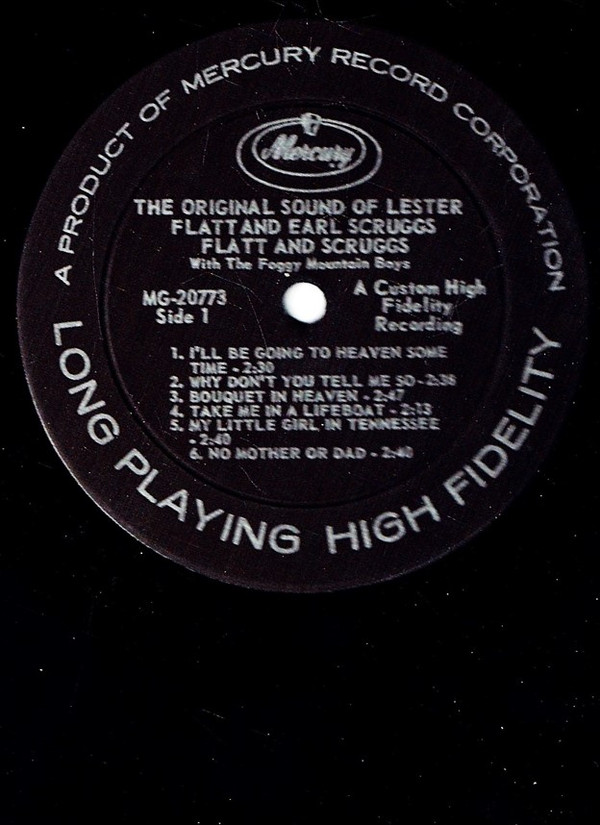 A PRODUCT OF MERCURY RECORD CORPORATION
Mercury
THE ORIGINAL SOUND OF LESTER
FLATT AND EARL SCRUGGS
FLATT AND SCRUGGS
With The Foggy Mountain Boys
MG-20773
Side 1
A Custom High
Fidelity
Recording
1. I'LL BE GOING TO HEAVEN SOME
TIME - 2:30
2. WHY DON'T YOU TELL ME SO - 2:38
3. BOUQUET IN HEAVEN - 2:47
4. TAKE ME IN A LIFEBOAT - 2:13
5. MY LITTLE GIRL IN TENNESSEE
- 2:40
6. NO MOTHER OR DAD - 2:40
LONG PLAYING HIGH FIDELITY